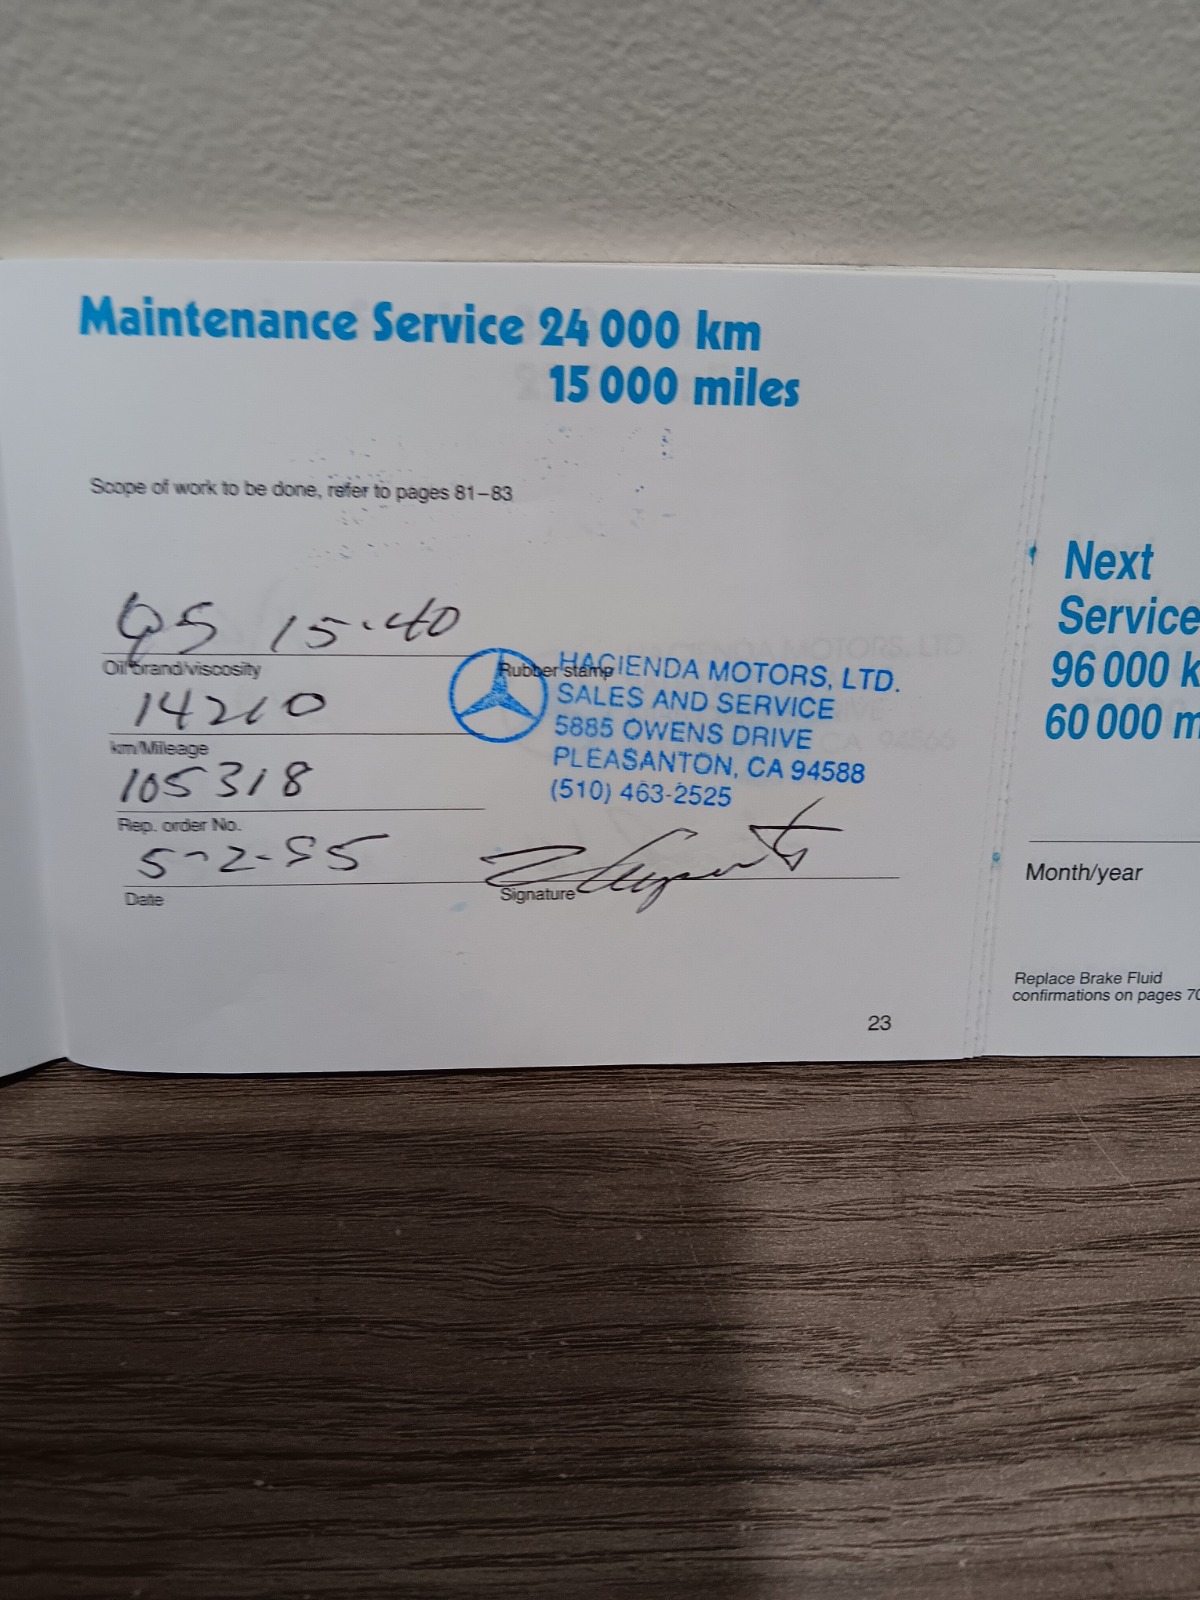 Maintenance Service 24 000 km
15 000 miles
Scope of work to be done, refer to pages 81–83
QS 15-40
Oil brand/viscosity
14210
km/Mileage
105318
Rep. order No.
5-2-95
Date
Rubber stamp
HACIENDA MOTORS, LTD.
SALES AND SERVICE
5885 OWENS DRIVE
PLEASANTON, CA 94588
(510) 463-2525
Signature
23
Next
Service
96 000 k
60 000 m
Month/year
Replace Brake Fluid
confirmations on pages 70